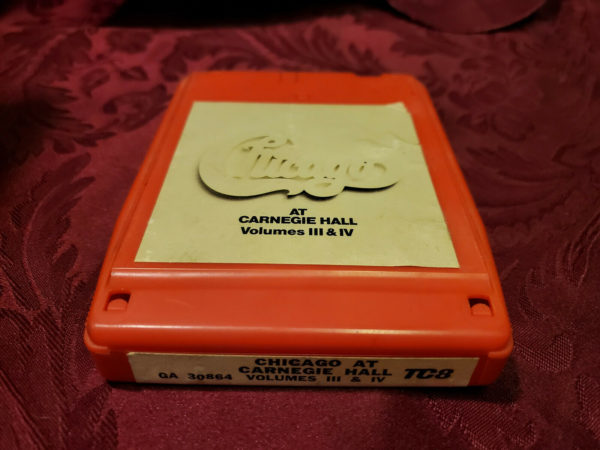 Chicago
AT
CARNEGIE HALL
Volumes III & IV
CHICAGO AT
CARNEGIE HALL
GA 30864 VOLUMES III & IV TC8